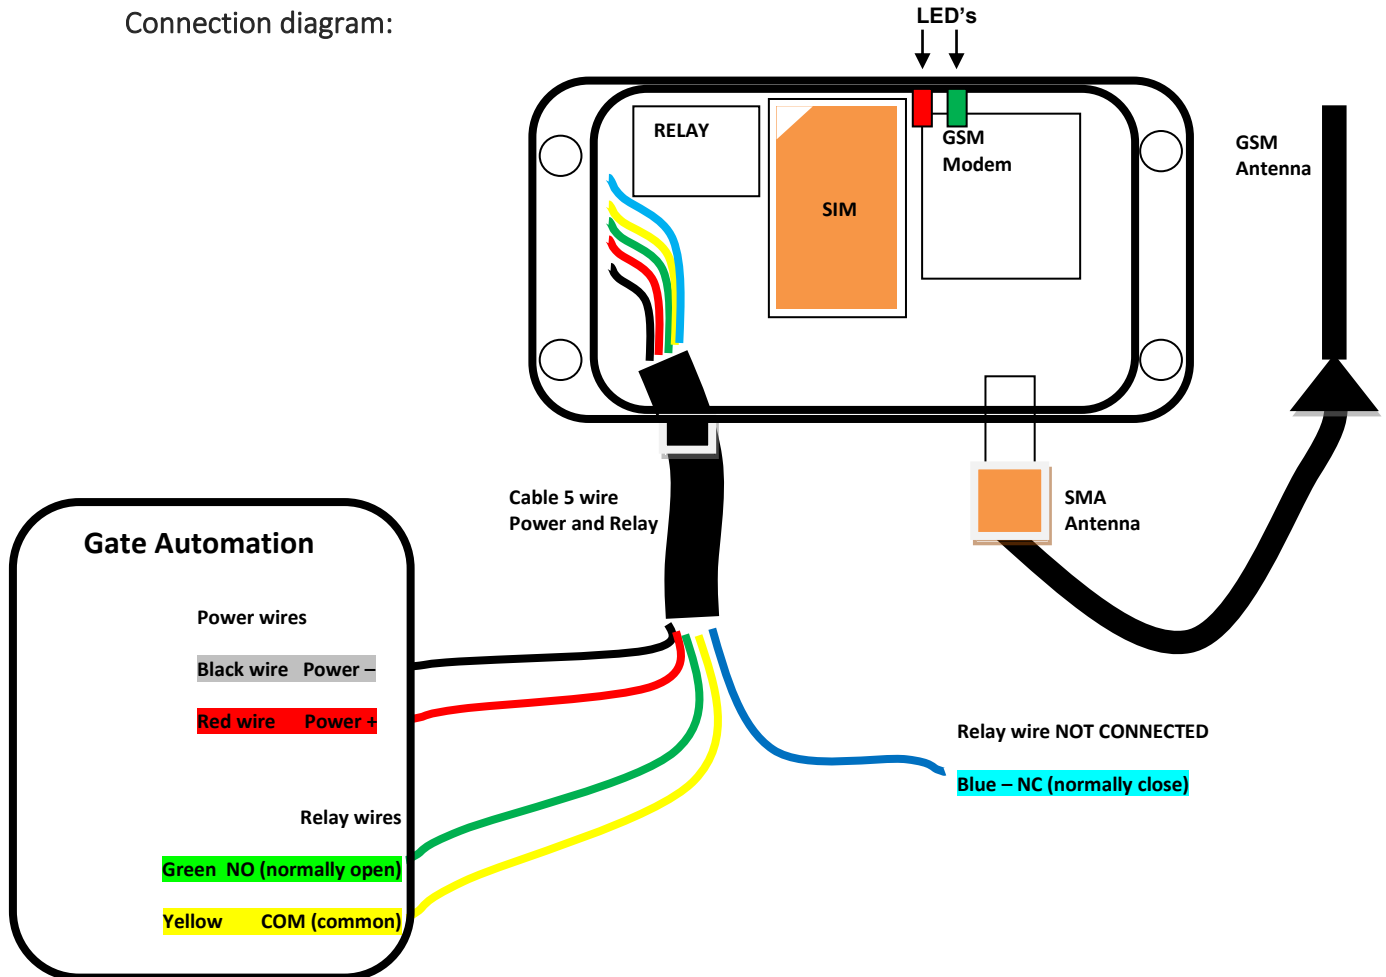 Connection diagram:
LED's
RELAY
SIM
GSM
Modem
GSM
Antenna
Cable 5 wire
Power and Relay
SMA
Antenna
Gate Automation
Power wires
Black wire Power –
Red wire Power +
Relay wires
Green NO (normally open)
Yellow COM (common)
Relay wire NOT CONNECTED
Blue – NC (normally close)